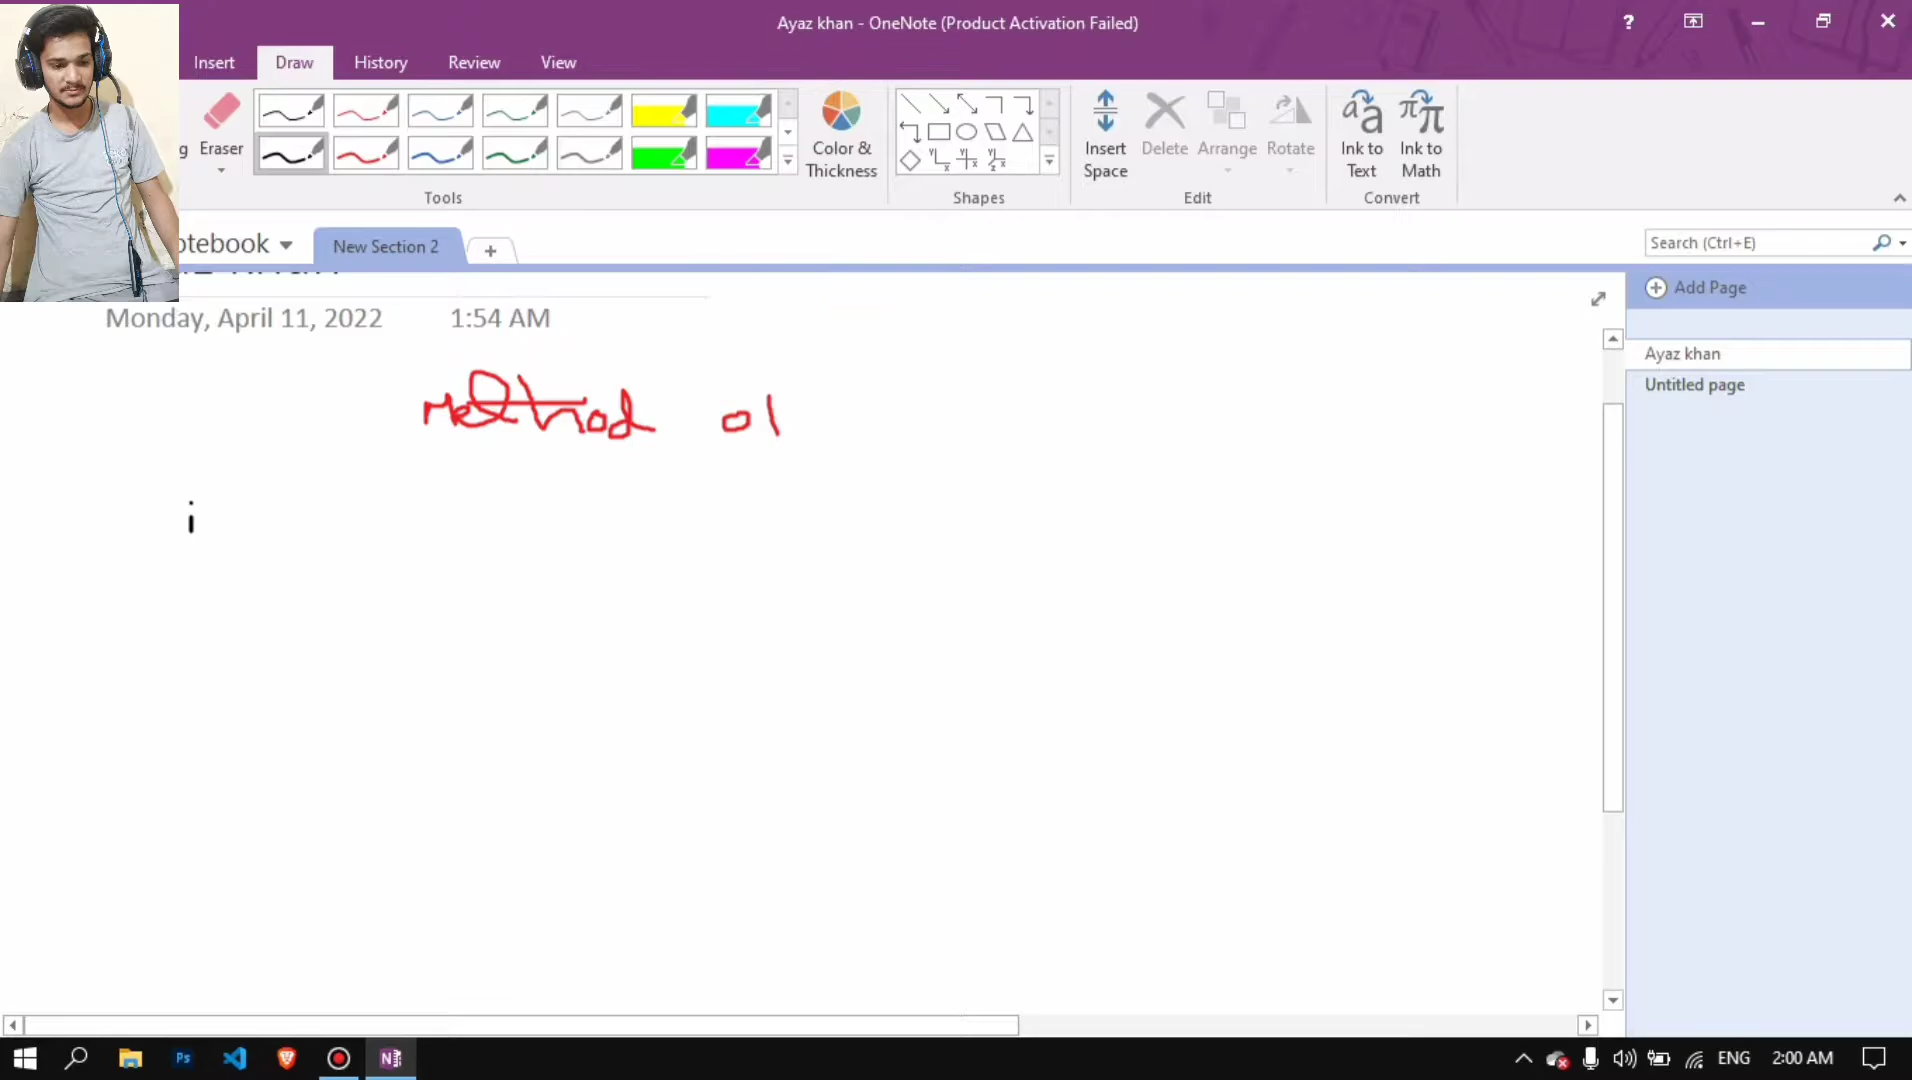 Ayaz khan - OneNote (Product Activation Failed)
?
Insert Draw History Review View
Eraser
Color & Thickness
Insert Space
Delete
Arrange
Rotate
Ink to Text
Ink to Math
Tools
Shapes
Edit
Convert
otebook
New Section 2
+
Search (Ctrl+E)
Add Page
Monday, April 11, 2022 1:54 AM
Ayaz khan
Untitled page
Method 01
i
Ps
N
ENG
2:00 AM